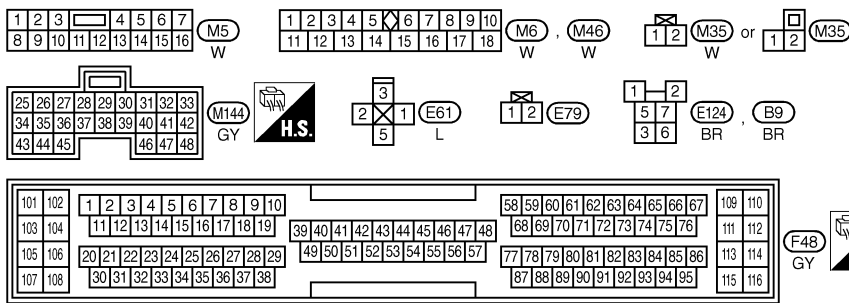 1 2 3 4 5 6 7
8 9 10 11 12 13 14 15 16
M5
W
1 2 3 4 5 6 7 8 9 10
11 12 13 14 15 16 17 18
M6 , M46
W W
1 2
M35 or
W
1 2
M35
25 26 27 28 29 30 31 32 33
34 35 36 37 38 39 40 41 42
43 44 45 46 47 48
M144
GY
H.S.
3
2 1
5
E61
L
1 2
E79
1 2
5 7
3 6
E124 , B9
BR BR
101 102
103 104
105 106
107 108
1 2 3 4 5 6 7 8 9 10
11 12 13 14 15 16 17 18 19
20 21 22 23 24 25 26 27 28 29
30 31 32 33 34 35 36 37 38
39 40 41 42 43 44 45 46 47 48
49 50 51 52 53 54 55 56 57
58 59 60 61 62 63 64 65 66 67
68 69 70 71 72 73 74 75 76
77 78 79 80 81 82 83 84 85 86
87 88 89 90 91 92 93 94 95
109 110
111 112
113 114
115 116
F48
GY